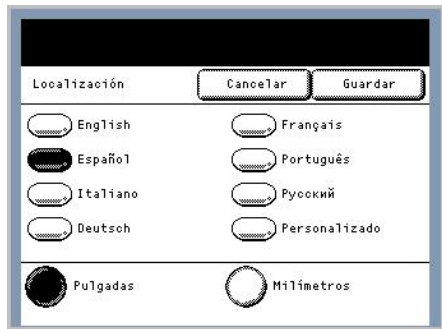 Localización Cancelar Guardar
English Français
Español Português
Italiano Русский
Deutsch Personalizado
Pulgadas Milímetros